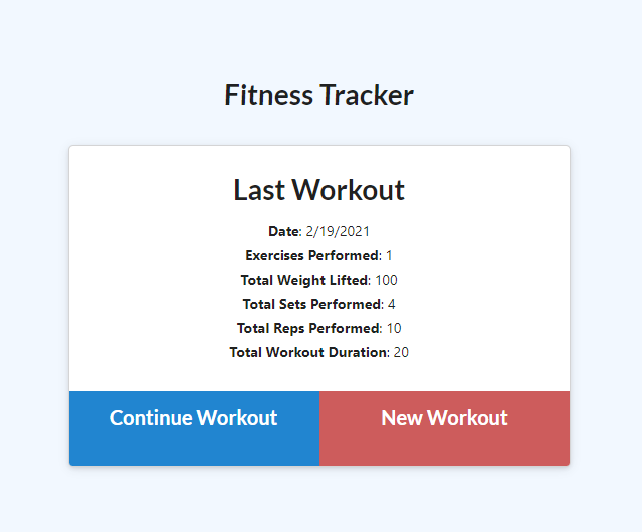 Fitness Tracker
Last Workout
Date: 2/19/2021
Exercises Performed: 1
Total Weight Lifted: 100
Total Sets Performed: 4
Total Reps Performed: 10
Total Workout Duration: 20
Continue Workout
New Workout